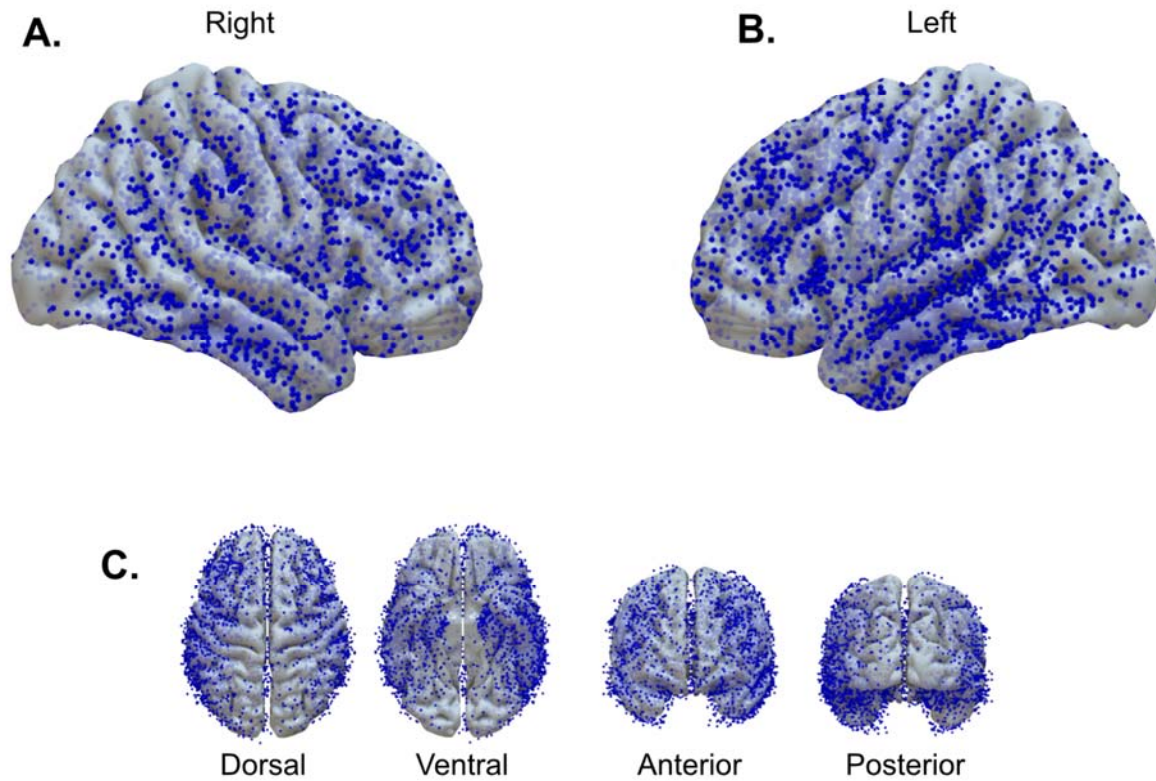 A.
Right
B.
Left
C.
Dorsal
Ventral
Anterior
Posterior